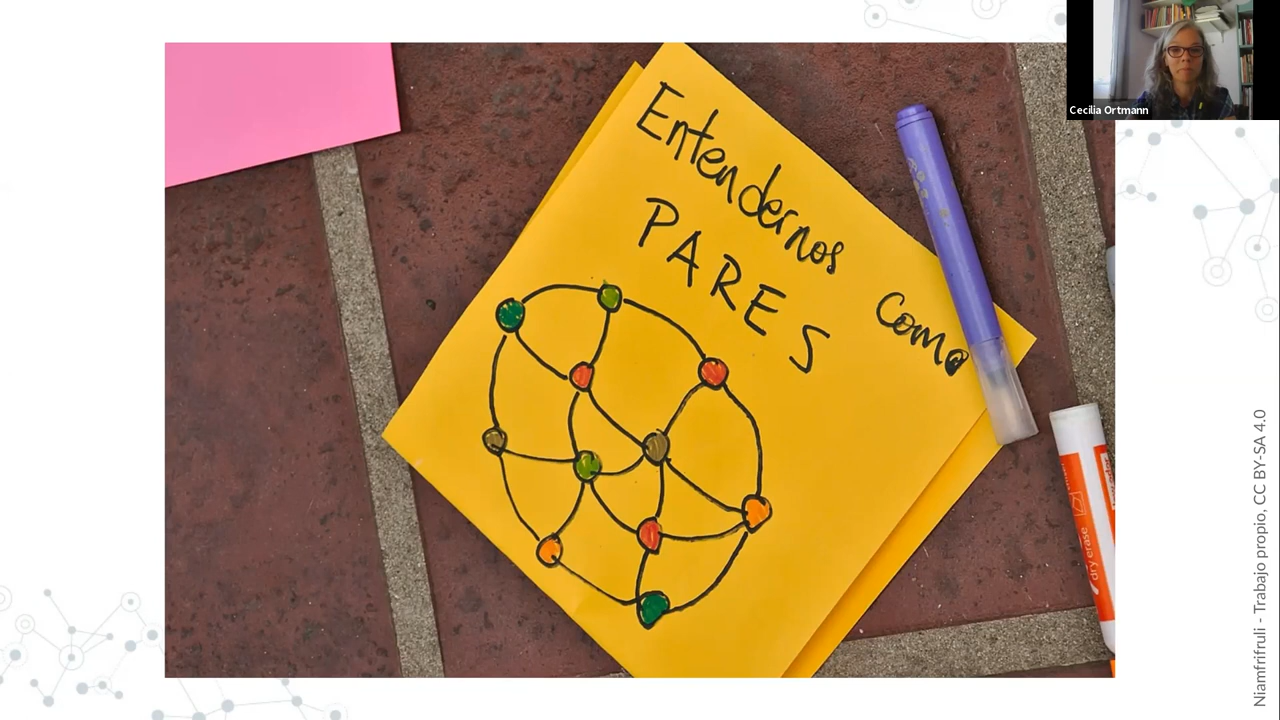 Entendernos como
PARES
dry erase
Cecilia Ortmann
Niamfrifruli - Trabajo propio, CC BY-SA 4.0